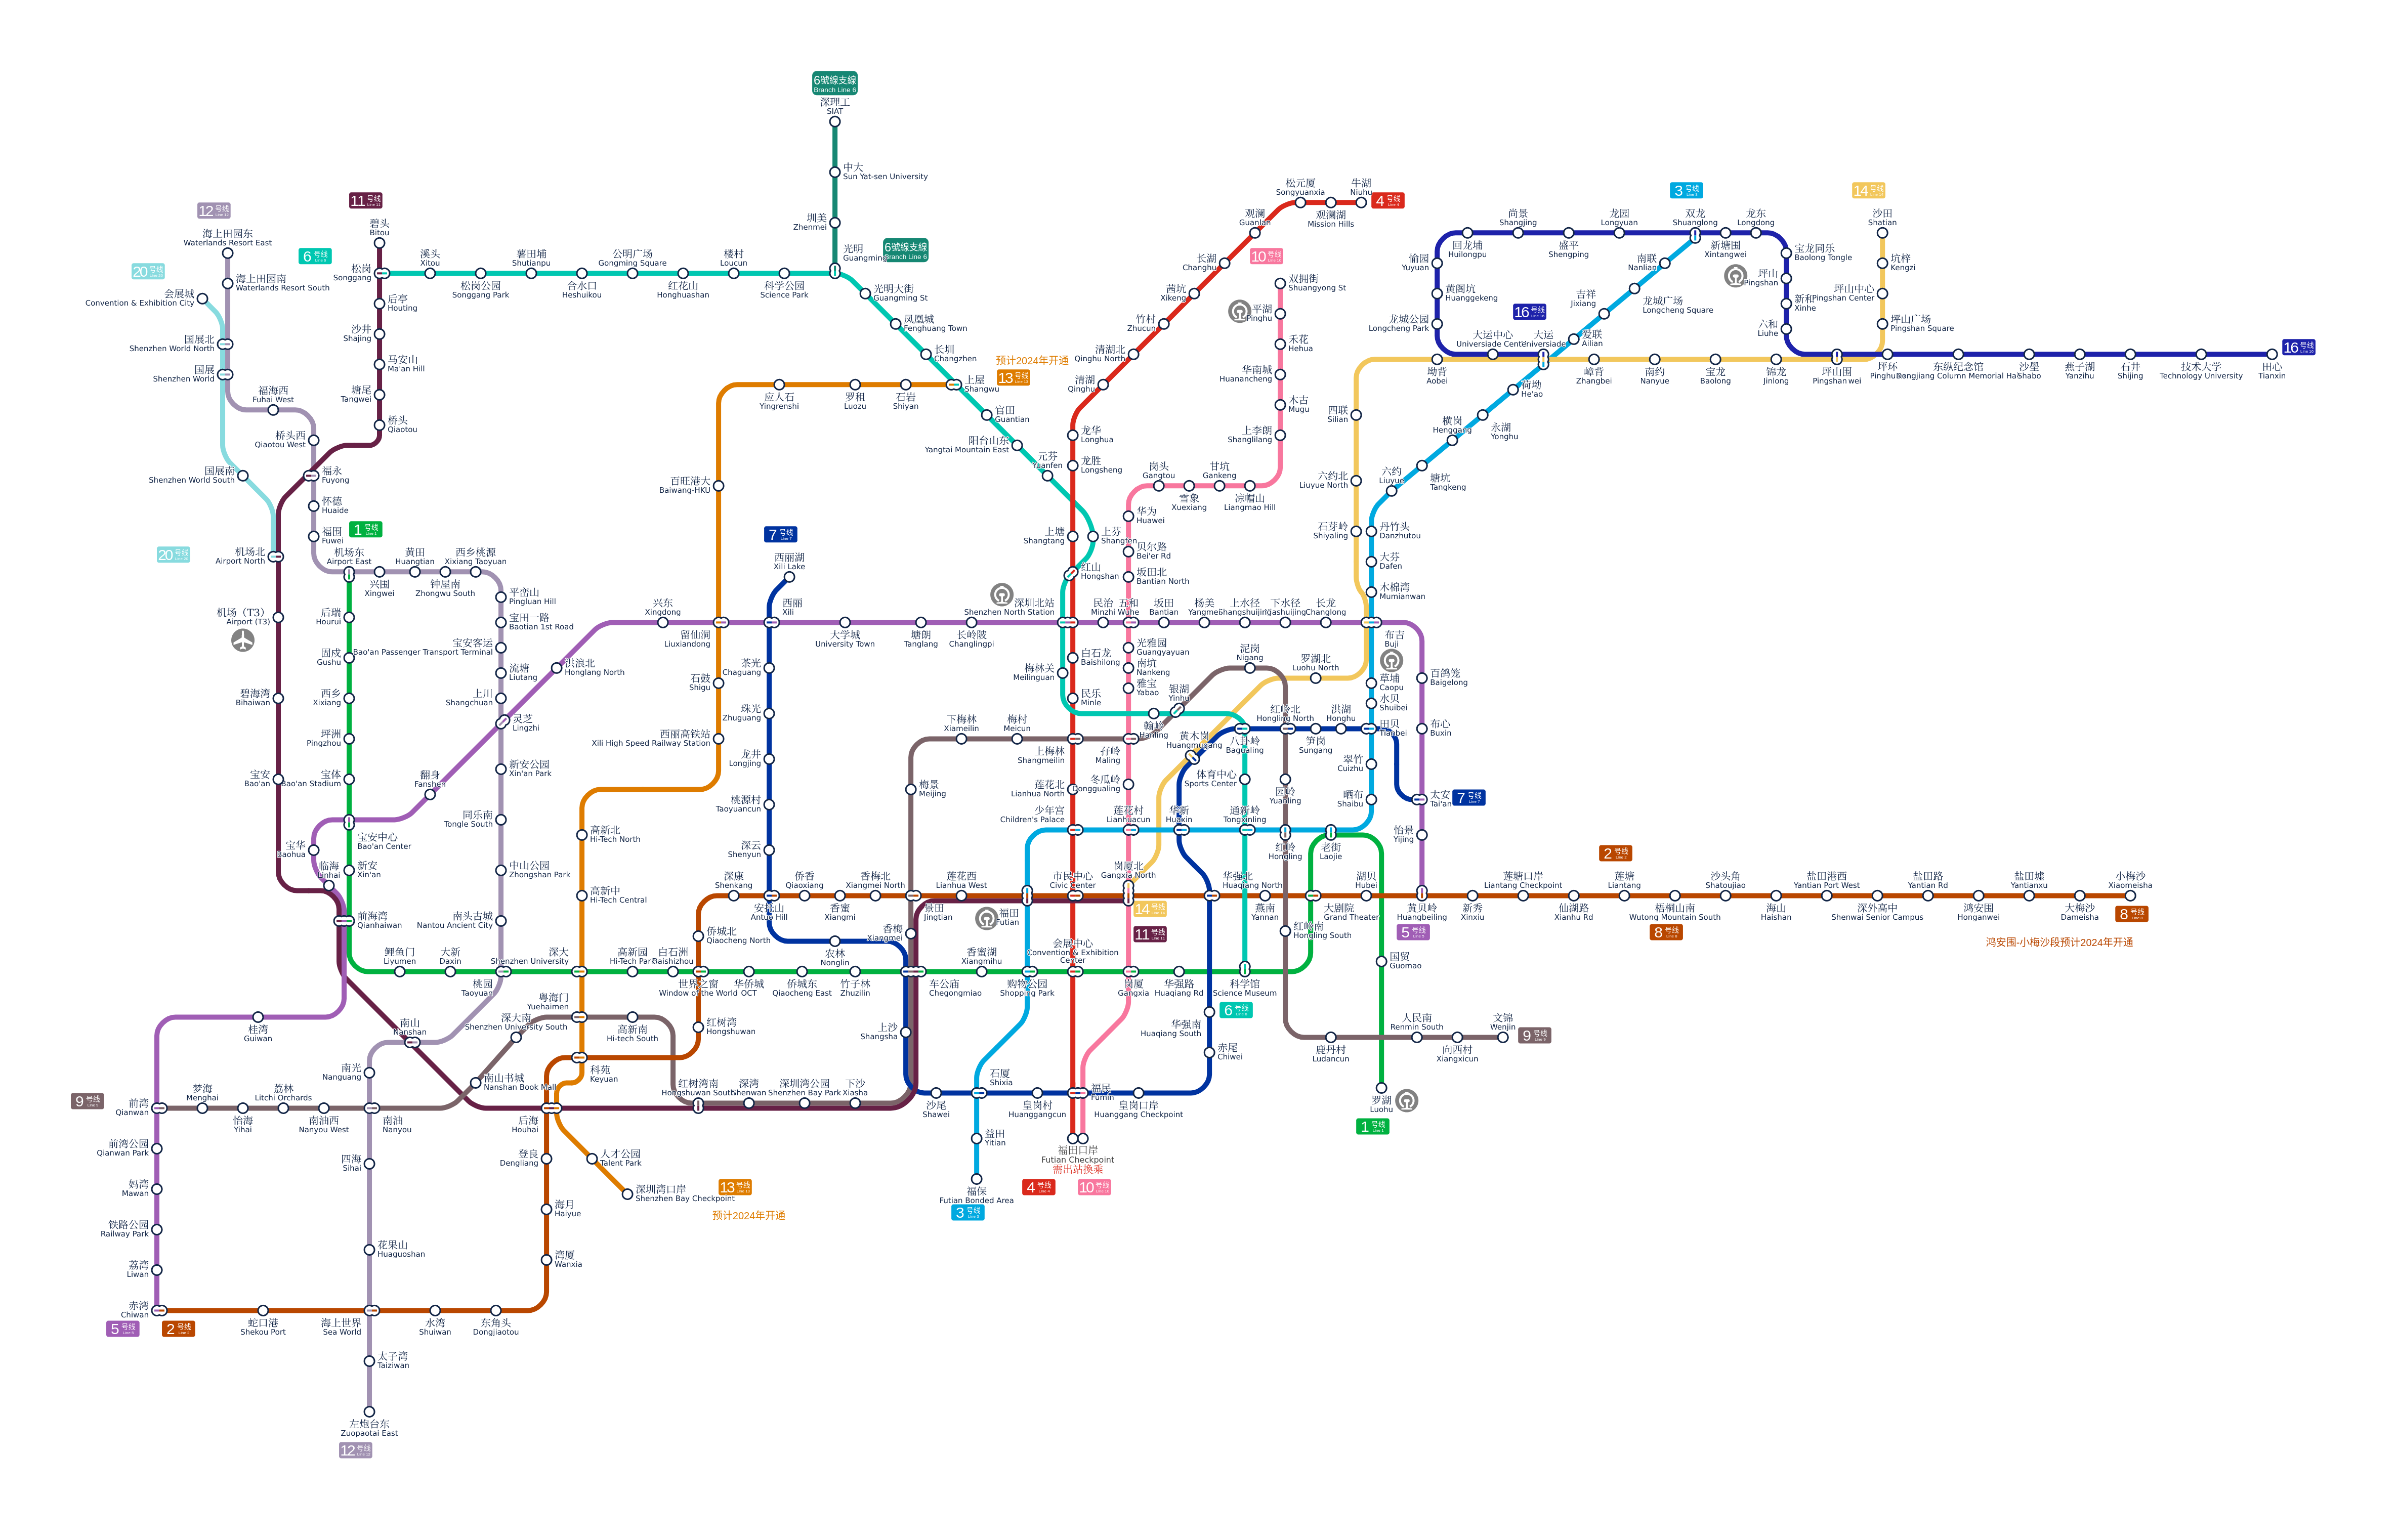 6號線支線
Branch Line 6
深理工
SIAT
中大
Sun Yat-sen University
圳美
Zhenmei
光明
Guangming
6號線支線
Branch Line 6
12 号线
Line 12
海上田园东
Waterlands Resort East
海上田园南
Waterlands Resort South
20 号线
会展城
Convention & Exhibition City
国展北
Shenzhen World North
国展
Shenzhen World
福海西
Fuhai West
桥头西
Qiaotou West
国展南
Shenzhen World South
福永
Fuyong
怀德
Huaide
福围
Fuwei
20 号线
机场北
Airport North
机场（T3）
Airport (T3)
碧海湾
Bihaiwan
宝安
Bao'an
11 号线
Line 11
碧头
Bitou
6 号线
Line 6
松岗
Songgang
后亭
Houting
沙井
Shajing
马安山
Ma'an Hill
塘尾
Tangwei
桥头
Qiaotou
溪头
Xitou
松岗公园
Songgang Park
薯田埔
Shutianpu
合水口
Heshuikou
公明广场
Gongming Square
红花山
Honghuashan
楼村
Loucun
科学公园
Science Park
光明大街
Guangming St
凤凰城
Fenghuang Town
长圳
Changzhen
上屋
Shangwu
预计2024年开通
13 号线
Line 13
官田
Guantian
阳台山东
Yangtai Mountain East
元芬
Yuanfen
上芬
Shangfen
红山
Hongshan
应人石
Yingrenshi
罗租
Luozu
石岩
Shiyan
百旺港大
Baiwang-HKU
留仙洞
Liuxiandong
石鼓
Shigu
西丽高铁站
Xili High Speed Railway Station
高新北
Hi-Tech North
高新中
Hi-Tech Central
松元厦
Songyuanxia
观澜湖
Mission Hills
牛湖
Niuhu
4 号线
Line 4
观澜
Guanlan
长湖
Changhu
茜坑
Xikeng
竹村
Zhucun
清湖北
Qinghu North
清湖
Qinghu
龙华
Longhua
龙胜
Longsheng
上塘
Shangtang
10 号线
Line 10
双拥街
Shuangyong St
平湖
Pinghu
禾花
Hehua
华南城
Huanancheng
木古
Mugu
上李朗
Shanglilang
岗头
Gangtou
雪象
Xuexiang
甘坑
Gankeng
凉帽山
Liangmao Hill
华为
Huawei
贝尔路
Bei'er Rd
坂田北
Bantian North
3 号线
Line 3
14 号线
Line 14
尚景
Shangjing
龙园
Longyuan
双龙
Shuanglong
龙东
Longdong
沙田
Shatian
回龙埔
Huilongpu
盛平
Shengping
新塘围
Xintangwei
宝龙同乐
Baolong Tongle
愉园
Yuyuan
南联
Nanlian
坪山
Pingshan
坑梓
Kengzi
黄阁坑
Huanggekeng
吉祥
Jixiang
龙城广场
Longcheng Square
新和
Xinhe
坪山中心
Pingshan Center
16 号线
Line 16
龙城公园
Longcheng Park
大运中心
Universiade Center
大运
Universiade
爱联
Ailian
六和
Liuhe
坪山广场
Pingshan Square
16 号线
Line 16
坳背
Aobei
嶂背
Zhangbei
南约
Nanyue
宝龙
Baolong
锦龙
Jinlong
坪山围
Pingshanwei
坪环
Pinghuan
东纵纪念馆
Dongjiang Column Memorial Hall
沙壆
Shabo
燕子湖
Yanzihu
石井
Shijing
技术大学
Technology University
田心
Tianxin
荷坳
He'ao
永湖
Yonghu
横岗
Henggang
塘坑
Tangkeng
六约
Liuyue
四联
Silian
六约北
Liuyue North
石芽岭
Shiyaling
丹竹头
Danzhutou
大芬
Dafen
木棉湾
Mumianwan
1 号线
Line 1
机场东
Airport East
兴围
Xingwei
黄田
Huangtian
钟屋南
Zhongwu South
西乡桃源
Xixiang Taoyuan
平峦山
Pingluan Hill
宝田一路
Baotian 1st Road
宝安客运
Bao'an Passenger Transport Terminal
流塘
Liutang
上川
Shangchuan
灵芝
Lingzhi
新安公园
Xin'an Park
同乐南
Tongle South
中山公园
Zhongshan Park
南头古城
Nantou Ancient City
后瑞
Hourui
固戍
Gushu
西乡
Xixiang
坪洲
Pingzhou
宝体
Bao'an Stadium
宝安中心
Bao'an Center
新安
Xin'an
宝华
Baohua
临海
Linhai
前海湾
Qianhaiwan
翻身
Fanshen
洪浪北
Honglang North
兴东
Xingdong
7 号线
Line 7
西丽湖
Xili Lake
西丽
Xili
大学城
University Town
塘朗
Tanglang
长岭陂
Changlingpi
深圳北站
Shenzhen North Station
民治
Minzhi
五和
Wuhe
坂田
Bantian
杨美
Yangmei
上水径
Shangshuijing
下水径
Xiashuijing
长龙
Changlong
布吉
Buji
百鸽笼
Baigelong
布心
Buxin
太安
Tai'an
7 号线
Line 7
怡景
Yijing
茶光
Chaguang
珠光
Zhuguang
龙井
Longjing
桃源村
Taoyuancun
深云
Shenyun
安托山
Antuo Hill
农林
Nonglin
梅林关
Meilinguan
白石龙
Baishilong
民乐
Minle
光雅园
Guangyayuan
南坑
Nankeng
雅宝
Yabao
泥岗
Nigang
罗湖北
Luohu North
银湖
Yinhu
翰岭
Hanling
草埔
Caopu
水贝
Shuibei
田贝
Tianbei
翠竹
Cuizhu
晒布
Shaibu
下梅林
Xiameilin
梅村
Meicun
上梅林
Shangmeilin
孖岭
Maling
黄木岗
Huangmugang
八卦岭
Bagualing
红岭北
Hongling North
笋岗
Sungang
洪湖
Honghu
梅景
Meijing
莲花北
Lianhua North
冬瓜岭
Donggualing
体育中心
Sports Center
园岭
Yuanling
少年宫
Children's Palace
莲花村
Lianhuacun
华新
Huaxin
通新岭
Tongxinling
红岭
Hongling
老街
Laojie
岗厦北
Gangxia North
深康
Shenkang
侨香
Qiaoxiang
香蜜
Xiangmi
香梅北
Xiangmei North
景田
Jingtian
莲花西
Lianhua West
福田
Futian
市民中心
Civic Center
14 号线
Line 14
11 号线
Line 11
华强北
Huaqiang North
燕南
Yannan
大剧院
Grand Theater
湖贝
Hubei
黄贝岭
Huangbeiling
5 号线
Line 5
新秀
Xinxiu
2 号线
Line 2
莲塘口岸
Liantang Checkpoint
仙湖路
Xianhu Rd
莲塘
Liantang
梧桐山南
Wutong Mountain South
8 号线
Line 8
沙头角
Shatoujiao
海山
Haishan
盐田港西
Yantian Port West
深外高中
Shenwai Senior Campus
盐田路
Yantian Rd
鸿安围
Honganwei
盐田墟
Yantianxu
大梅沙
Dameisha
小梅沙
Xiaomeisha
8 号线
Line 8
鸿安围-小梅沙段预计2024年开通
鲤鱼门
Liyumen
大新
Daxin
桃园
Taoyuan
深大
Shenzhen University
高新园
Hi-Tech Park
白石洲
Baishizhou
世界之窗
Window of the World
华侨城
OCT
侨城东
Qiaocheng East
竹子林
Zhuzilin
车公庙
Chegongmiao
香蜜湖
Xiangmihu
购物公园
Shopping Park
会展中心
Convention & Exhibition
Center
岗厦
Gangxia
华强路
Huaqiang Rd
科学馆
Science Museum
6 号线
Line 6
侨城北
Qiaocheng North
香梅
Xiangmei
红岭南
Hongling South
国贸
Guomao
罗湖
Luohu
1 号线
Line 1
鹿丹村
Ludancun
人民南
Renmin South
向西村
Xiangxicun
文锦
Wenjin
9 号线
Line 9
桂湾
Guiwan
南山
Nanshan
深大南
Shenzhen University South
粤海门
Yuehaimen
高新南
Hi-tech South
红树湾
Hongshuwan
科苑
Keyuan
上沙
Shangsha
华强南
Huaqiang South
赤尾
Chiwei
南光
Nanguang
南山书城
Nanshan Book Mall
红树湾南
Hongshuwan South
深湾
Shenwan
深圳湾公园
Shenzhen Bay Park
下沙
Xiasha
沙尾
Shawei
石厦
Shixia
皇岗村
Huanggangcun
福民
Fumin
皇岗口岸
Huanggang Checkpoint
9 号线
Line 9
前湾
Qianwan
梦海
Menghai
怡海
Yihai
荔林
Litchi Orchards
南油西
Nanyou West
南油
Nanyou
后海
Houhai
前湾公园
Qianwan Park
妈湾
Mawan
铁路公园
Railway Park
荔湾
Liwan
赤湾
Chiwan
5 号线
Line 5
2 号线
Line 2
四海
Sihai
花果山
Huaguoshan
登良
Dengliang
海月
Haiyue
湾厦
Wanxia
人才公园
Talent Park
深圳湾口岸
Shenzhen Bay Checkpoint
13 号线
Line 13
预计2024年开通
益田
Yitian
福保
Futian Bonded Area
3 号线
Line 3
福田口岸
Futian Checkpoint
需出站換乘
4 号线
Line 4
10 号线
Line 10
蛇口港
Shekou Port
海上世界
Sea World
水湾
Shuiwan
东角头
Dongjiaotou
太子湾
Taiziwan
左炮台东
Zuopaotai East
12 号线
Line 12